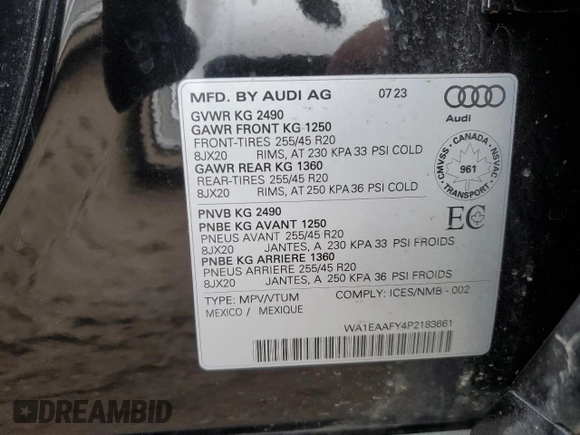 MFD. BY AUDI AG 07 23
Audi
GVWR KG 2490
GAWR FRONT KG 1250
FRONT-TIRES 255/45 R20
8JX20 RIMS, AT 230 KPA 33 PSI COLD
GAWR REAR KG 1360
REAR-TIRES 255/45 R20
8JX20 RIMS, AT 250 KPA 36 PSI COLD
CMVSS - CANADA - NSVAC
961
TRANSPORT
PNVB KG 2490
PNBE KG AVANT 1250
PNEUS AVANT 255/45 R20
8JX20 JANTES, A 230 KPA 33 PSI FROIDS
PNBE KG ARRIERE 1360
PNEUS ARRIERE 255/45 R20
8JX20 JANTES, A 250 KPA 36 PSI FROIDS
EC
TYPE: MPV/VTUM COMPLY: ICES/NMB - 002
MEXICO / MEXIQUE
WA1EAAFY4P2183661
DREAMBID